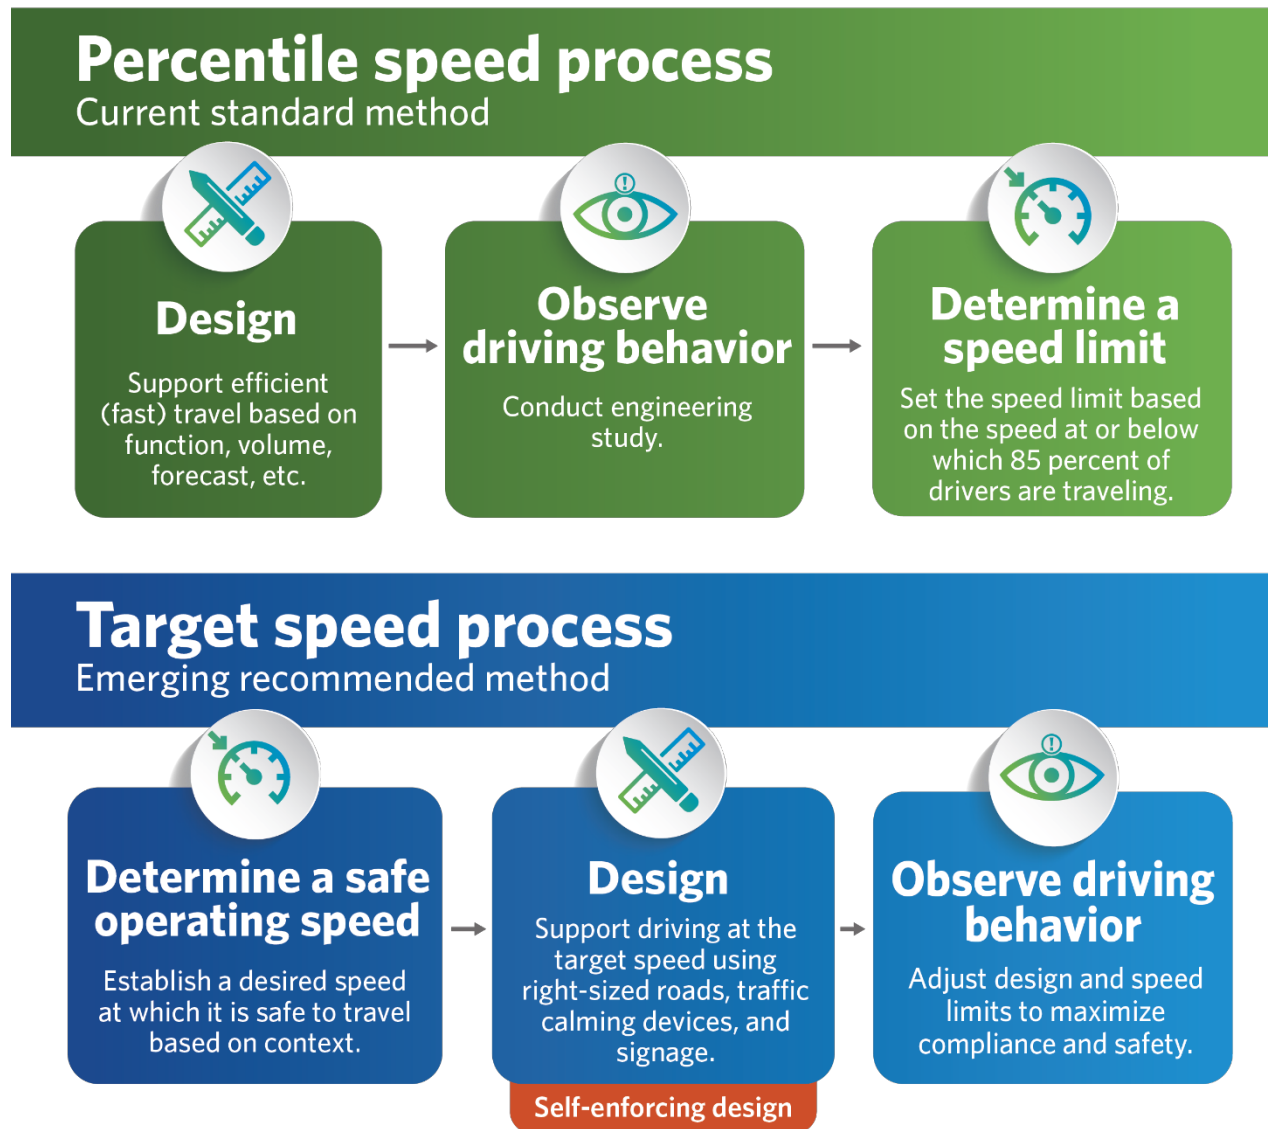 Percentile speed process
Current standard method
Design
Support efficient
(fast) travel based on
function, volume,
forecast, etc.
Observe
driving behavior
Conduct engineering
study.
Determine a
speed limit
Set the speed limit based
on the speed at or below
which 85 percent of
drivers are traveling.
Target speed process
Emerging recommended method
Determine a safe
operating speed
Establish a desired speed
at which it is safe to travel
based on context.
Design
Support driving at the
target speed using
right-sized roads, traffic
calming devices, and
signage.
Self-enforcing design
Observe driving
behavior
Adjust design and speed
limits to maximize
compliance and safety.